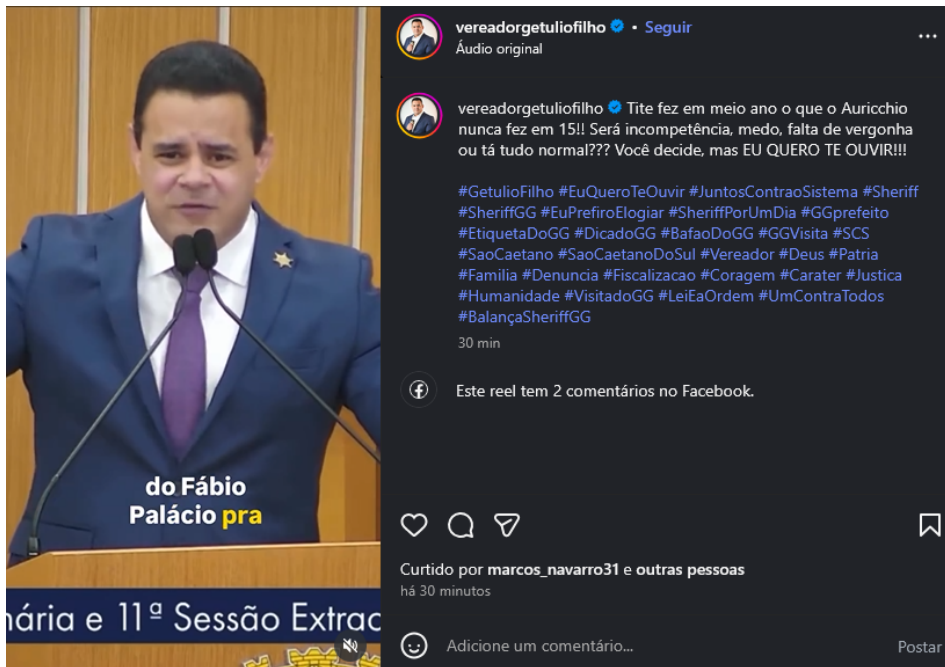 vereadorgetuliofilho • Seguir
Áudio original
vereadorgetuliofilho Tite fez em meio ano o que o Auricchio
nunca fez em 15!! Será incompetência, medo, falta de vergonha
ou tá tudo normal??? Você decide, mas EU QUERO TE OUVIR!!!
#GetulioFilho #EuQueroTeOuvir #JuntosContraoSistema #Sheriff
#SheriffGG #EuPrefiroElogiar #SheriffPorUmDia #GGprefeito
#EtiquetaDoGG #DicadoGG #BafaoDoGG #GGVisita #SCS
#SaoCaetano #SaoCaetanoDoSul #Vereador #Deus #Patria
#Familia #Denuncia #Fiscalizacao #Coragem #Carater #Justica
#Humanidade #VisitadoGG #LeiEaOrdem #UmContraTodos
#BalançaSheriffGG
30 min
Este reel tem 2 comentários no Facebook.
do Fábio
Palácio pra
nária e 11ª Sessão Extrac
Curtido por marcos_navarro31 e outras pessoas
há 30 minutos
Adicione um comentário... Postar